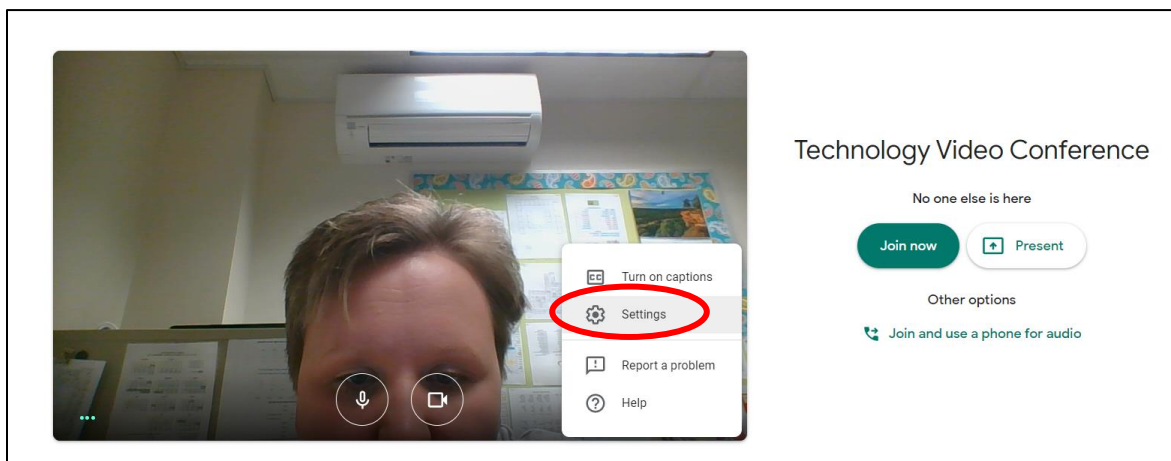 Turn on captions
Settings
Report a problem
Help
Technology Video Conference
No one else is here
Join now
Present
Other options
Join and use a phone for audio